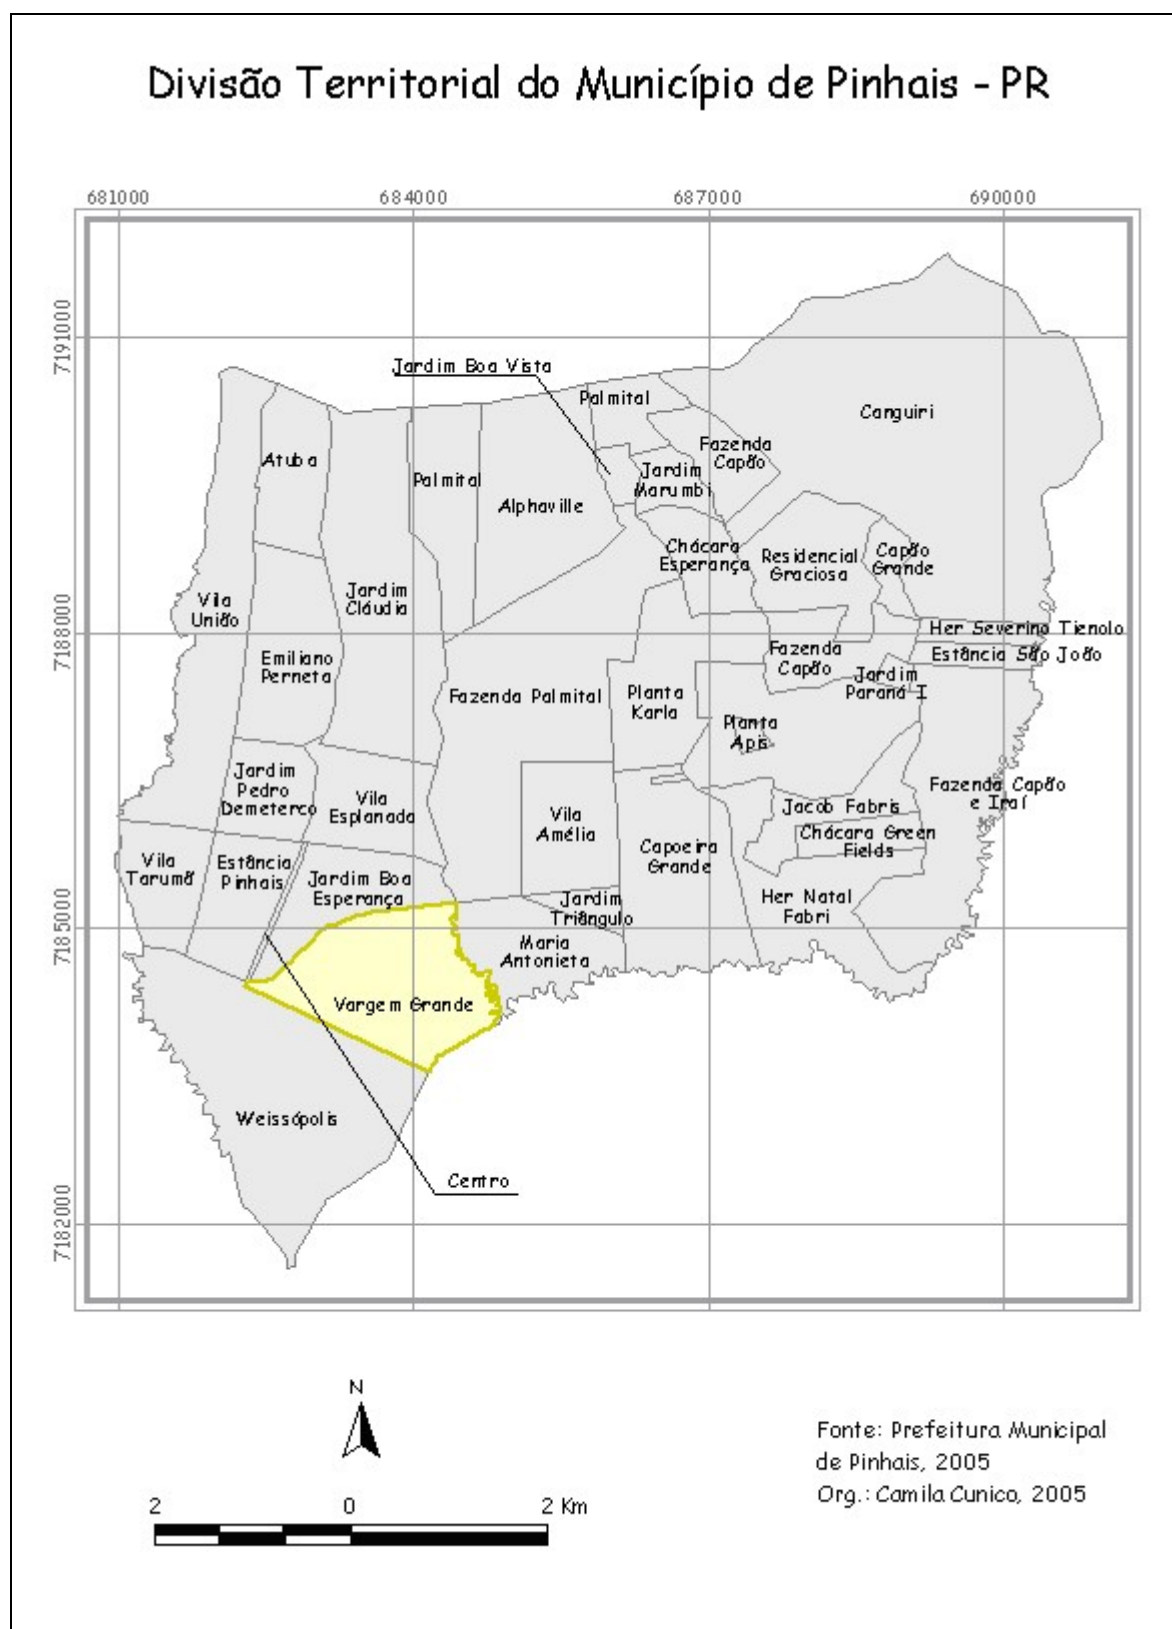 Divisão Territorial do Município de Pinhais - PR
681000
684000
687000
690000
7191000
7188000
7185000
7182000
Jardim Boa Vista
Palmital
Canguiri
Atuba
Palmital
Alphaville
Fazenda
Capão
Jardim
Marumbi
Chácara
Esperança
Residencial
Graciosa
Capão
Grande
Vila
União
Jardim
Cláudia
Her Severino Tienolo
Estância São João
Emiliano
Perneta
Fazenda Palmital
Planta
Karla
Fazenda
Capão
Jardim
Paraná I
Planta
Apis
Jardim
Pedro
Demeterco
Vila
Esplanada
Vila
Amélia
Fazenda Capão
e Iraí
Jacob Fabris
Chácara Green
Fields
Capoeira
Grande
Vila
Tarumã
Estância
Pinhais
Jardim Boa
Esperança
Jardim
Triângulo
Her Natal
Fabri
Maria
Antonieta
Vargem Grande
Weissópolis
Centro
N
2 0 2 Km
Fonte: Prefeitura Municipal
de Pinhais, 2005
Org.: Camila Cunico, 2005